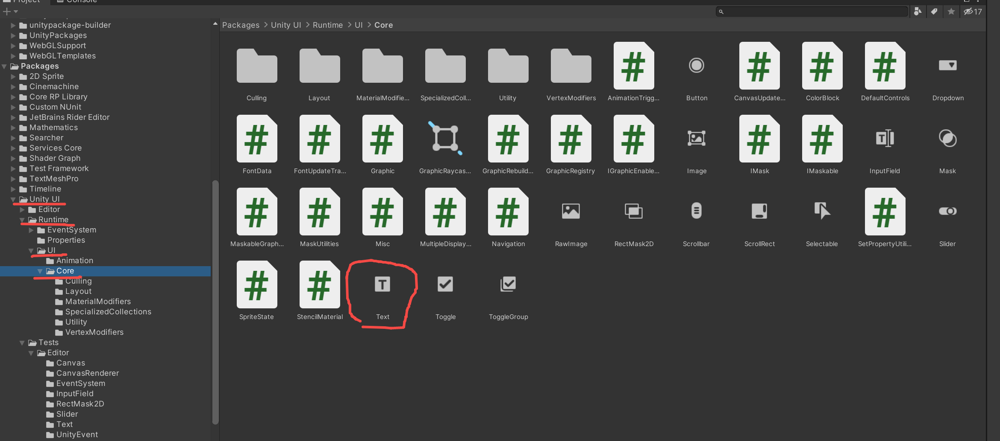 Project
Console
17
unitypackage-builder
UnityPackages
WebGLSupport
WebGLTemplates
Packages
2D Sprite
Cinemachine
Core RP Library
Custom NUnit
JetBrains Rider Editor
Mathematics
Searcher
Services Core
Shader Graph
Test Framework
TextMeshPro
Timeline
Unity UI
Editor
Runtime
EventSystem
Properties
UI
Animation
Core
Culling
Layout
MaterialModifiers
SpecializedCollections
Utility
VertexModifiers
Tests
Editor
Canvas
CanvasRenderer
EventSystem
InputField
RectMask2D
Slider
Text
UnityEvent
Packages > Unity UI > Runtime > UI > Core
Culling Layout MaterialModifie... SpecializedColl... Utility VertexModifiers AnimationTrigg... Button CanvasUpdate... ColorBlock DefaultControls Dropdown
FontData FontUpdateTra... Graphic GraphicRaycas... GraphicRebuild... GraphicRegistry IGraphicEnable... Image IMask IMaskable InputField Mask
MaskableGraph... MaskUtilities Misc MultipleDisplay... Navigation RawImage RectMask2D Scrollbar ScrollRect Selectable SetPropertyUtili... Slider
SpriteState StencilMaterial Text Toggle ToggleGroup